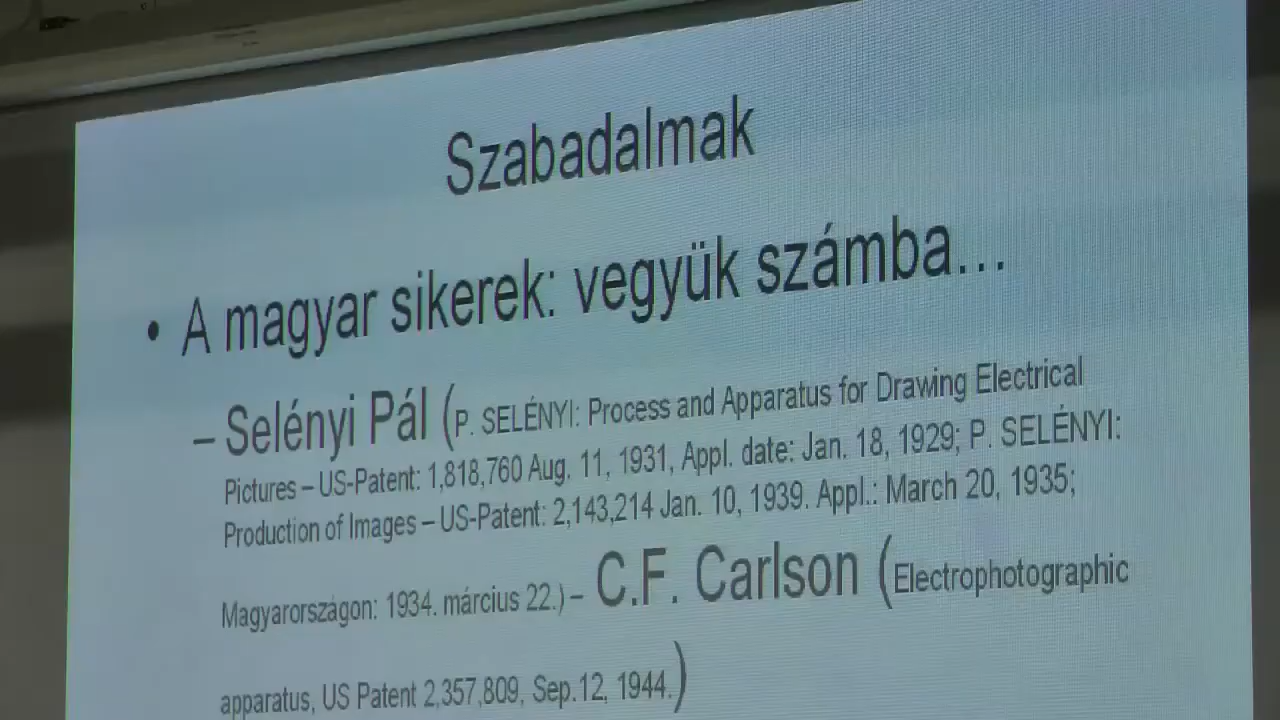 Szabadalmak
• A magyar sikerek: vegyük számba...
– Selényi Pál (P. SELÉNYI: Process and Apparatus for Drawing Electrical
Pictures – US-Patent: 1,818,760 Aug. 11, 1931, Appl. date: Jan. 18, 1929; P. SELÉNYI:
Production of Images – US-Patent: 2,143,214 Jan. 10, 1939. Appl.: March 20, 1935;
Magyarországon: 1934. március 22.) – C.F. Carlson (Electrophotographic
apparatus, US Patent 2,357,809, Sep.12, 1944.)